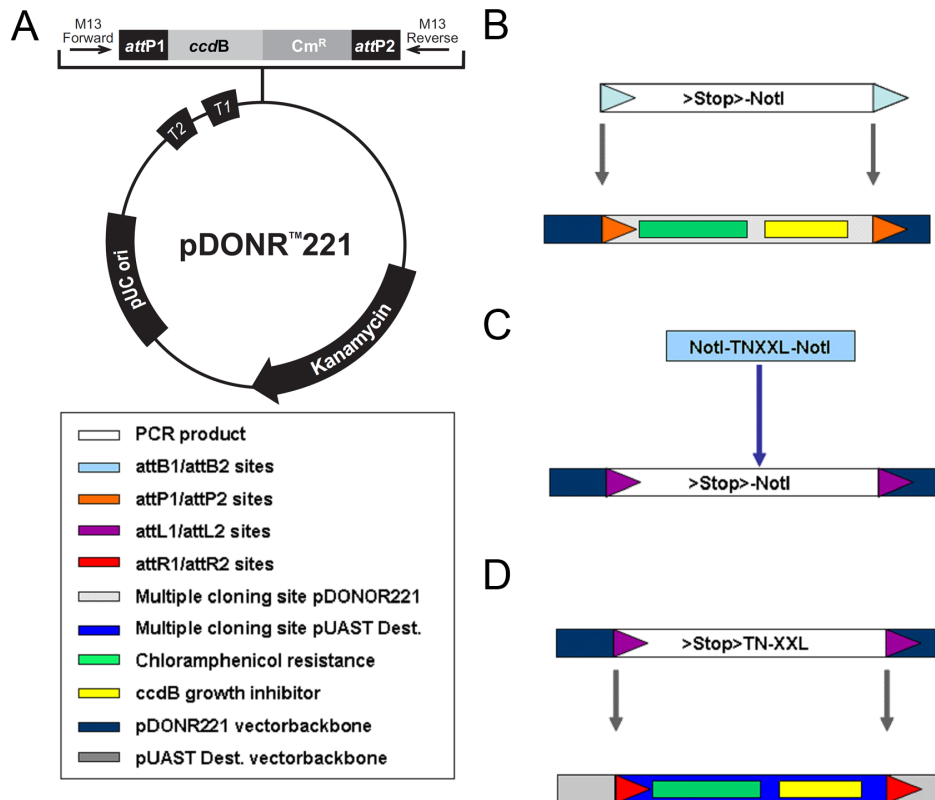 A
M13
Forward
M13
Reverse
attP1
ccdB
Cmᴿ
attP2
T2
T1
pUC ori
pDONR™221
Kanamycin
PCR product
attB1/attB2 sites
attP1/attP2 sites
attL1/attL2 sites
attR1/attR2 sites
Multiple cloning site pDONOR221
Multiple cloning site pUAST Dest.
Chloramphenicol resistance
ccdB growth inhibitor
pDONR221 vectorbackbone
pUAST Dest. vectorbackbone
B
>Stop>-NotI
C
NotI-TNXXL-NotI
>Stop>-NotI
D
>Stop>TN-XXL